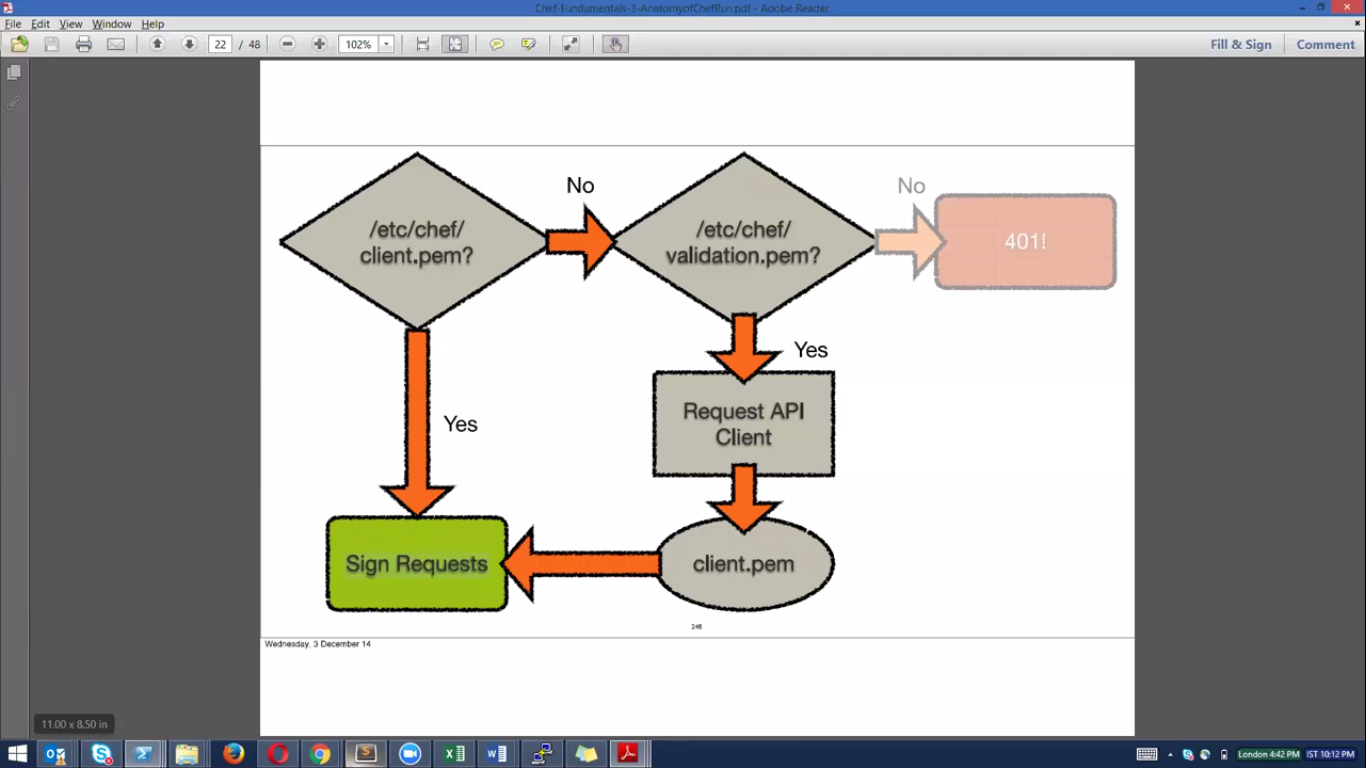 Chef-Fundamentals-3-AnatomyofChefRun.pdf - Adobe Reader
File Edit View Window Help
22 / 48 102% Fill & Sign Comment
No No
/etc/chef/
client.pem?
/etc/chef/
validation.pem?
401!
Yes
Request API
Client
Yes
Sign Requests
client.pem
248
Wednesday, 3 December 14
11.00 x 8.50 in
London 4:42 PM IST 10:12 PM